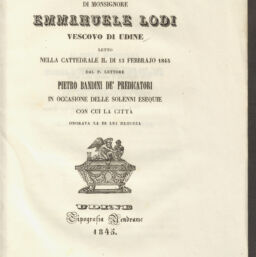 DI MONSIGNORE
EMMANUELE LODI
VESCOVO DI UDINE
LETTO
NELLA CATTEDRALE IL DI 13 FEBBRAJO 1845
DAL P. LETTORE
PIETRO BANDINI DE' PREDICATORI
IN OCCASIONE DELLE SOLENNI ESEQUIE
CON CUI LA CITTÀ
ONORAVA LA DI LUI MEMORIA
UDINE
Tipografia Vendrame
1845.